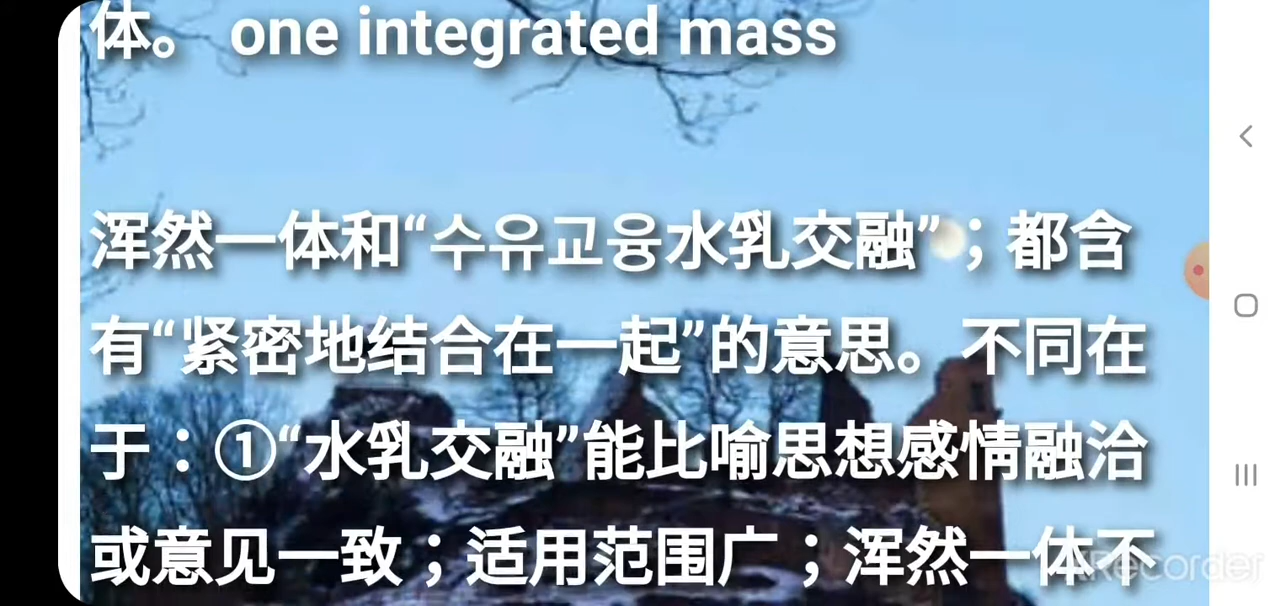 体。 one integrated mass
浑然一体和“수유교융水乳交融”；都含
有“紧密地结合在一起”的意思。不同在
于：①“水乳交融”能比喻思想感情融洽
或意见一致；适用范围广；浑然一体不
Recorder